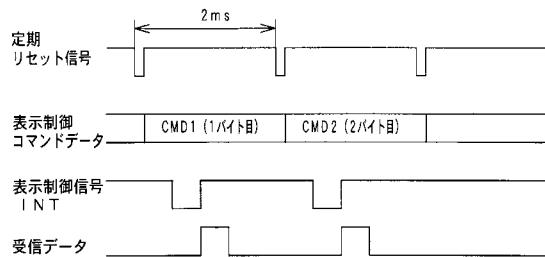 2ms
定期
リセット信号
表示制御
コマンドデータ
CMD1 (1バイト目)
CMD2 (2バイト目)
表示制御信号
INT
受信データ